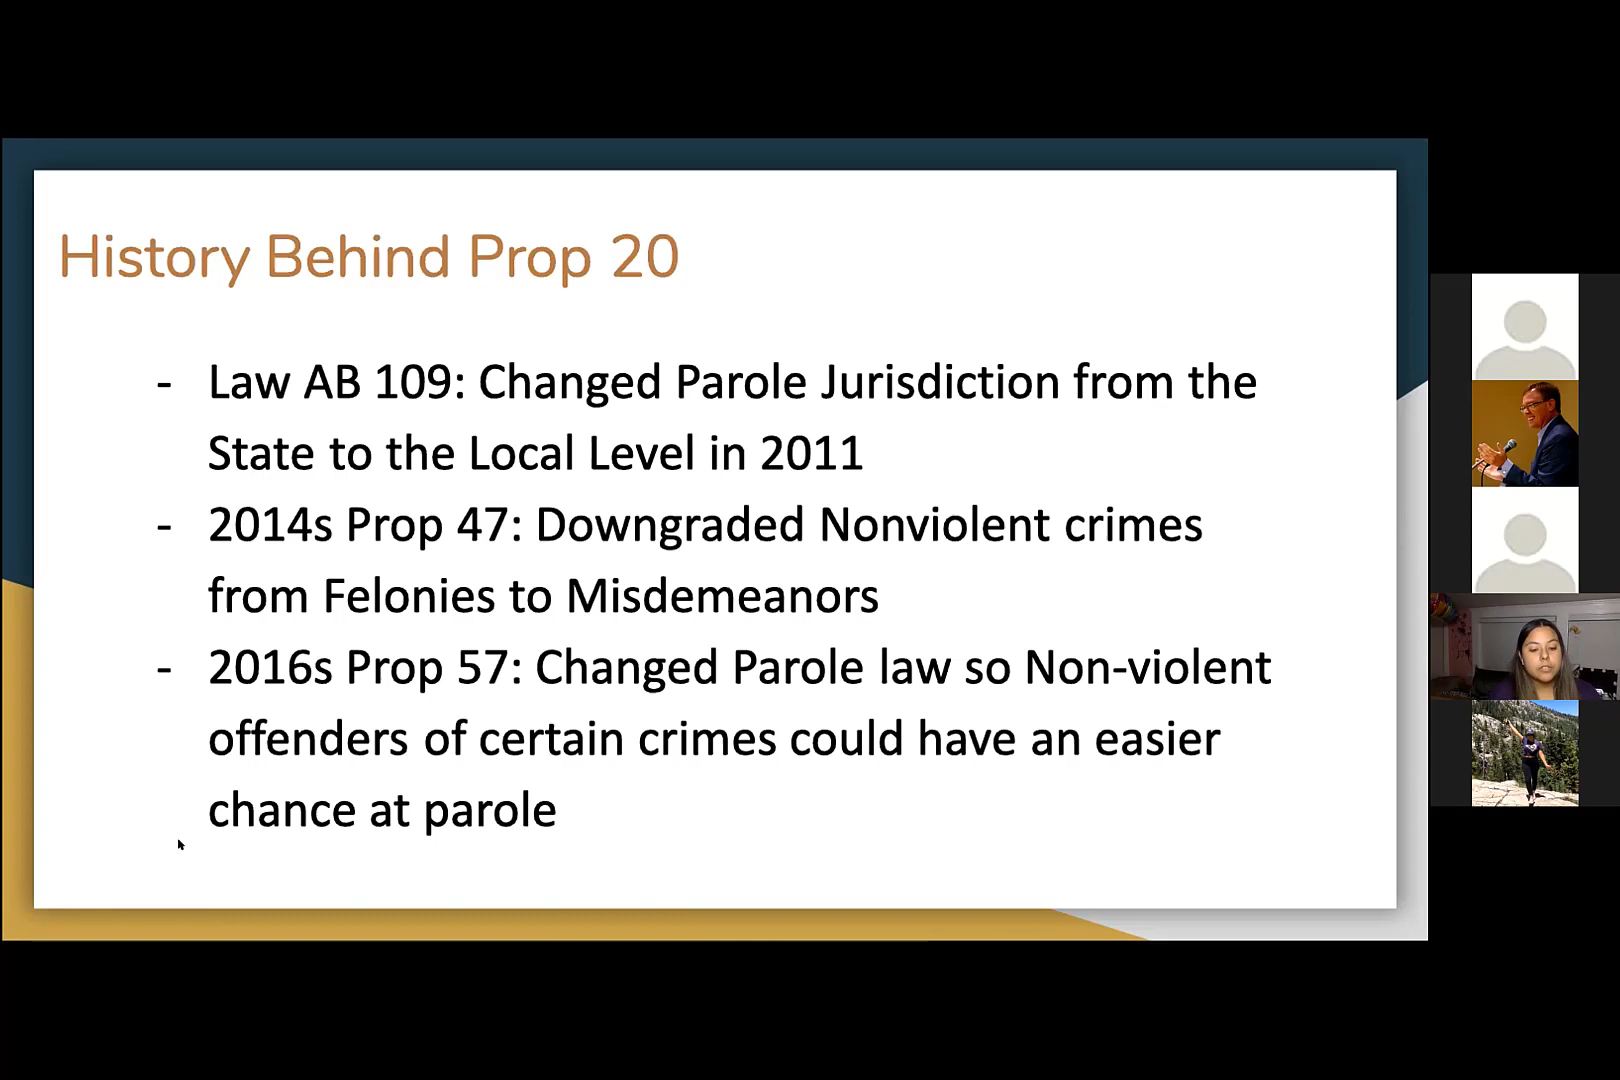 History Behind Prop 20
- Law AB 109: Changed Parole Jurisdiction from the
State to the Local Level in 2011
- 2014s Prop 47: Downgraded Nonviolent crimes
from Felonies to Misdemeanors
- 2016s Prop 57: Changed Parole law so Non-violent
offenders of certain crimes could have an easier
chance at parole